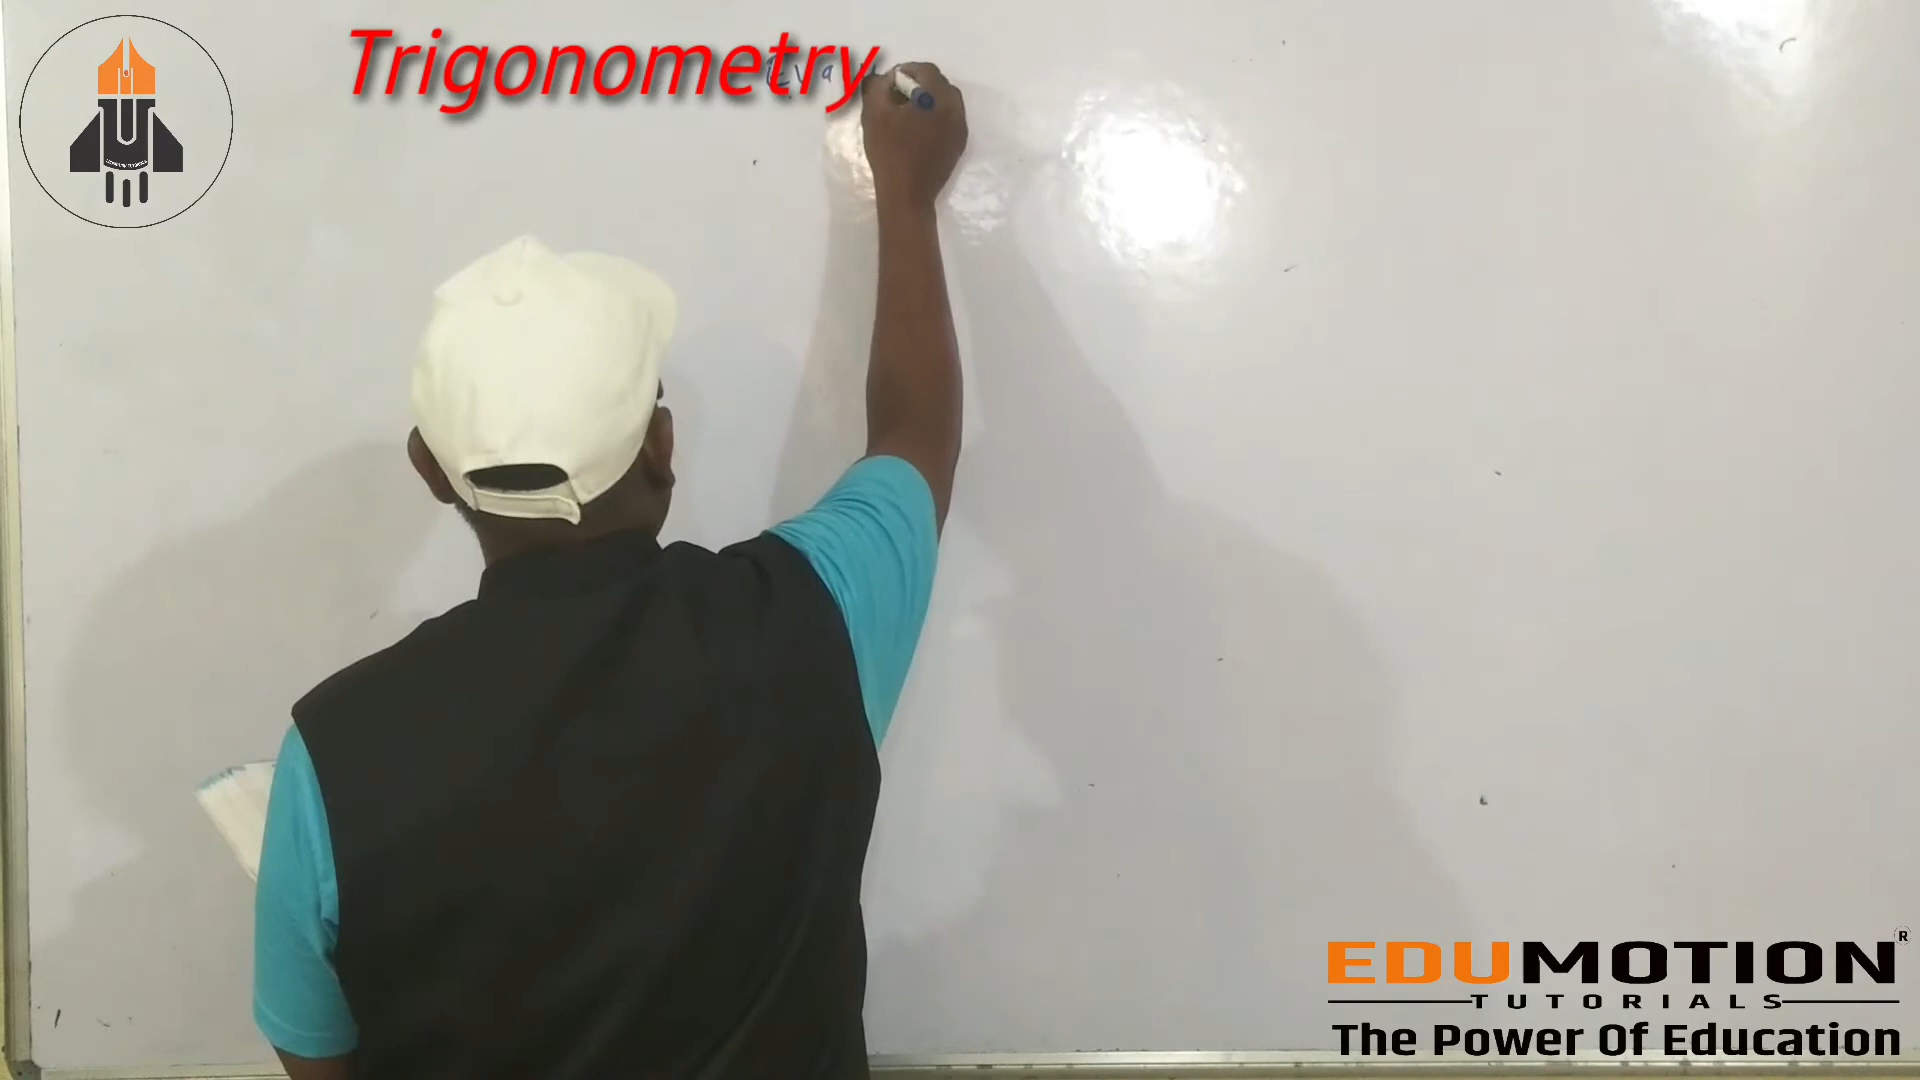 Trigonometry
EDUMOTION®
TUTORIALS
The Power Of Education